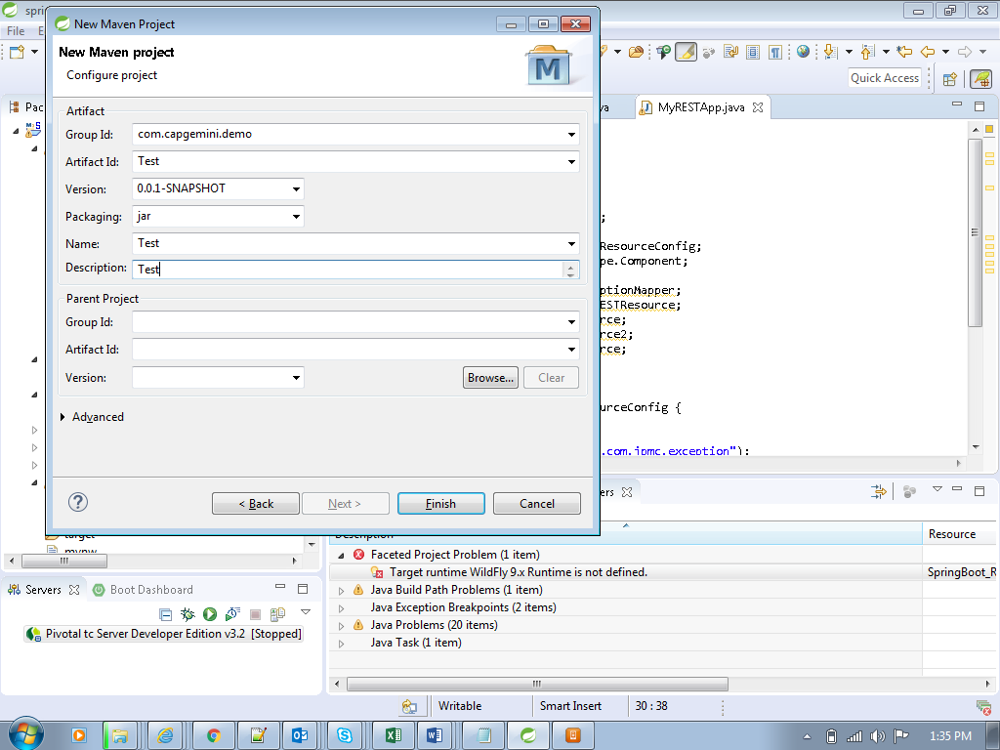 spri
New Maven Project
File E
New Maven project
Configure project
Quick Access
Pac
Artifact
va
MyRESTApp.java
Group Id:
com.capgemini.demo
Artifact Id:
Test
Version:
0.0.1-SNAPSHOT
Packaging:
jar
Name:
Test
Description:
Test
Parent Project
Group Id:
Artifact Id:
Version:
Browse...
Clear
Advanced
< Back
Next >
Finish
Cancel
;
ResourceConfig;
pe.Component;
ptionMapper;
ESTResource;
rce;
rce2;
rce;
urceConfig {
.com.jpmc.exception");
ers
target
mvnw
Description
Resource
Faceted Project Problem (1 item)
Target runtime WildFly 9.x Runtime is not defined.
SpringBoot_R
Java Build Path Problems (1 item)
Java Exception Breakpoints (2 items)
Java Problems (20 items)
Java Task (1 item)
Servers
Boot Dashboard
Pivotal tc Server Developer Edition v3.2 [Stopped]
Writable
Smart Insert
30 : 38
1:35 PM